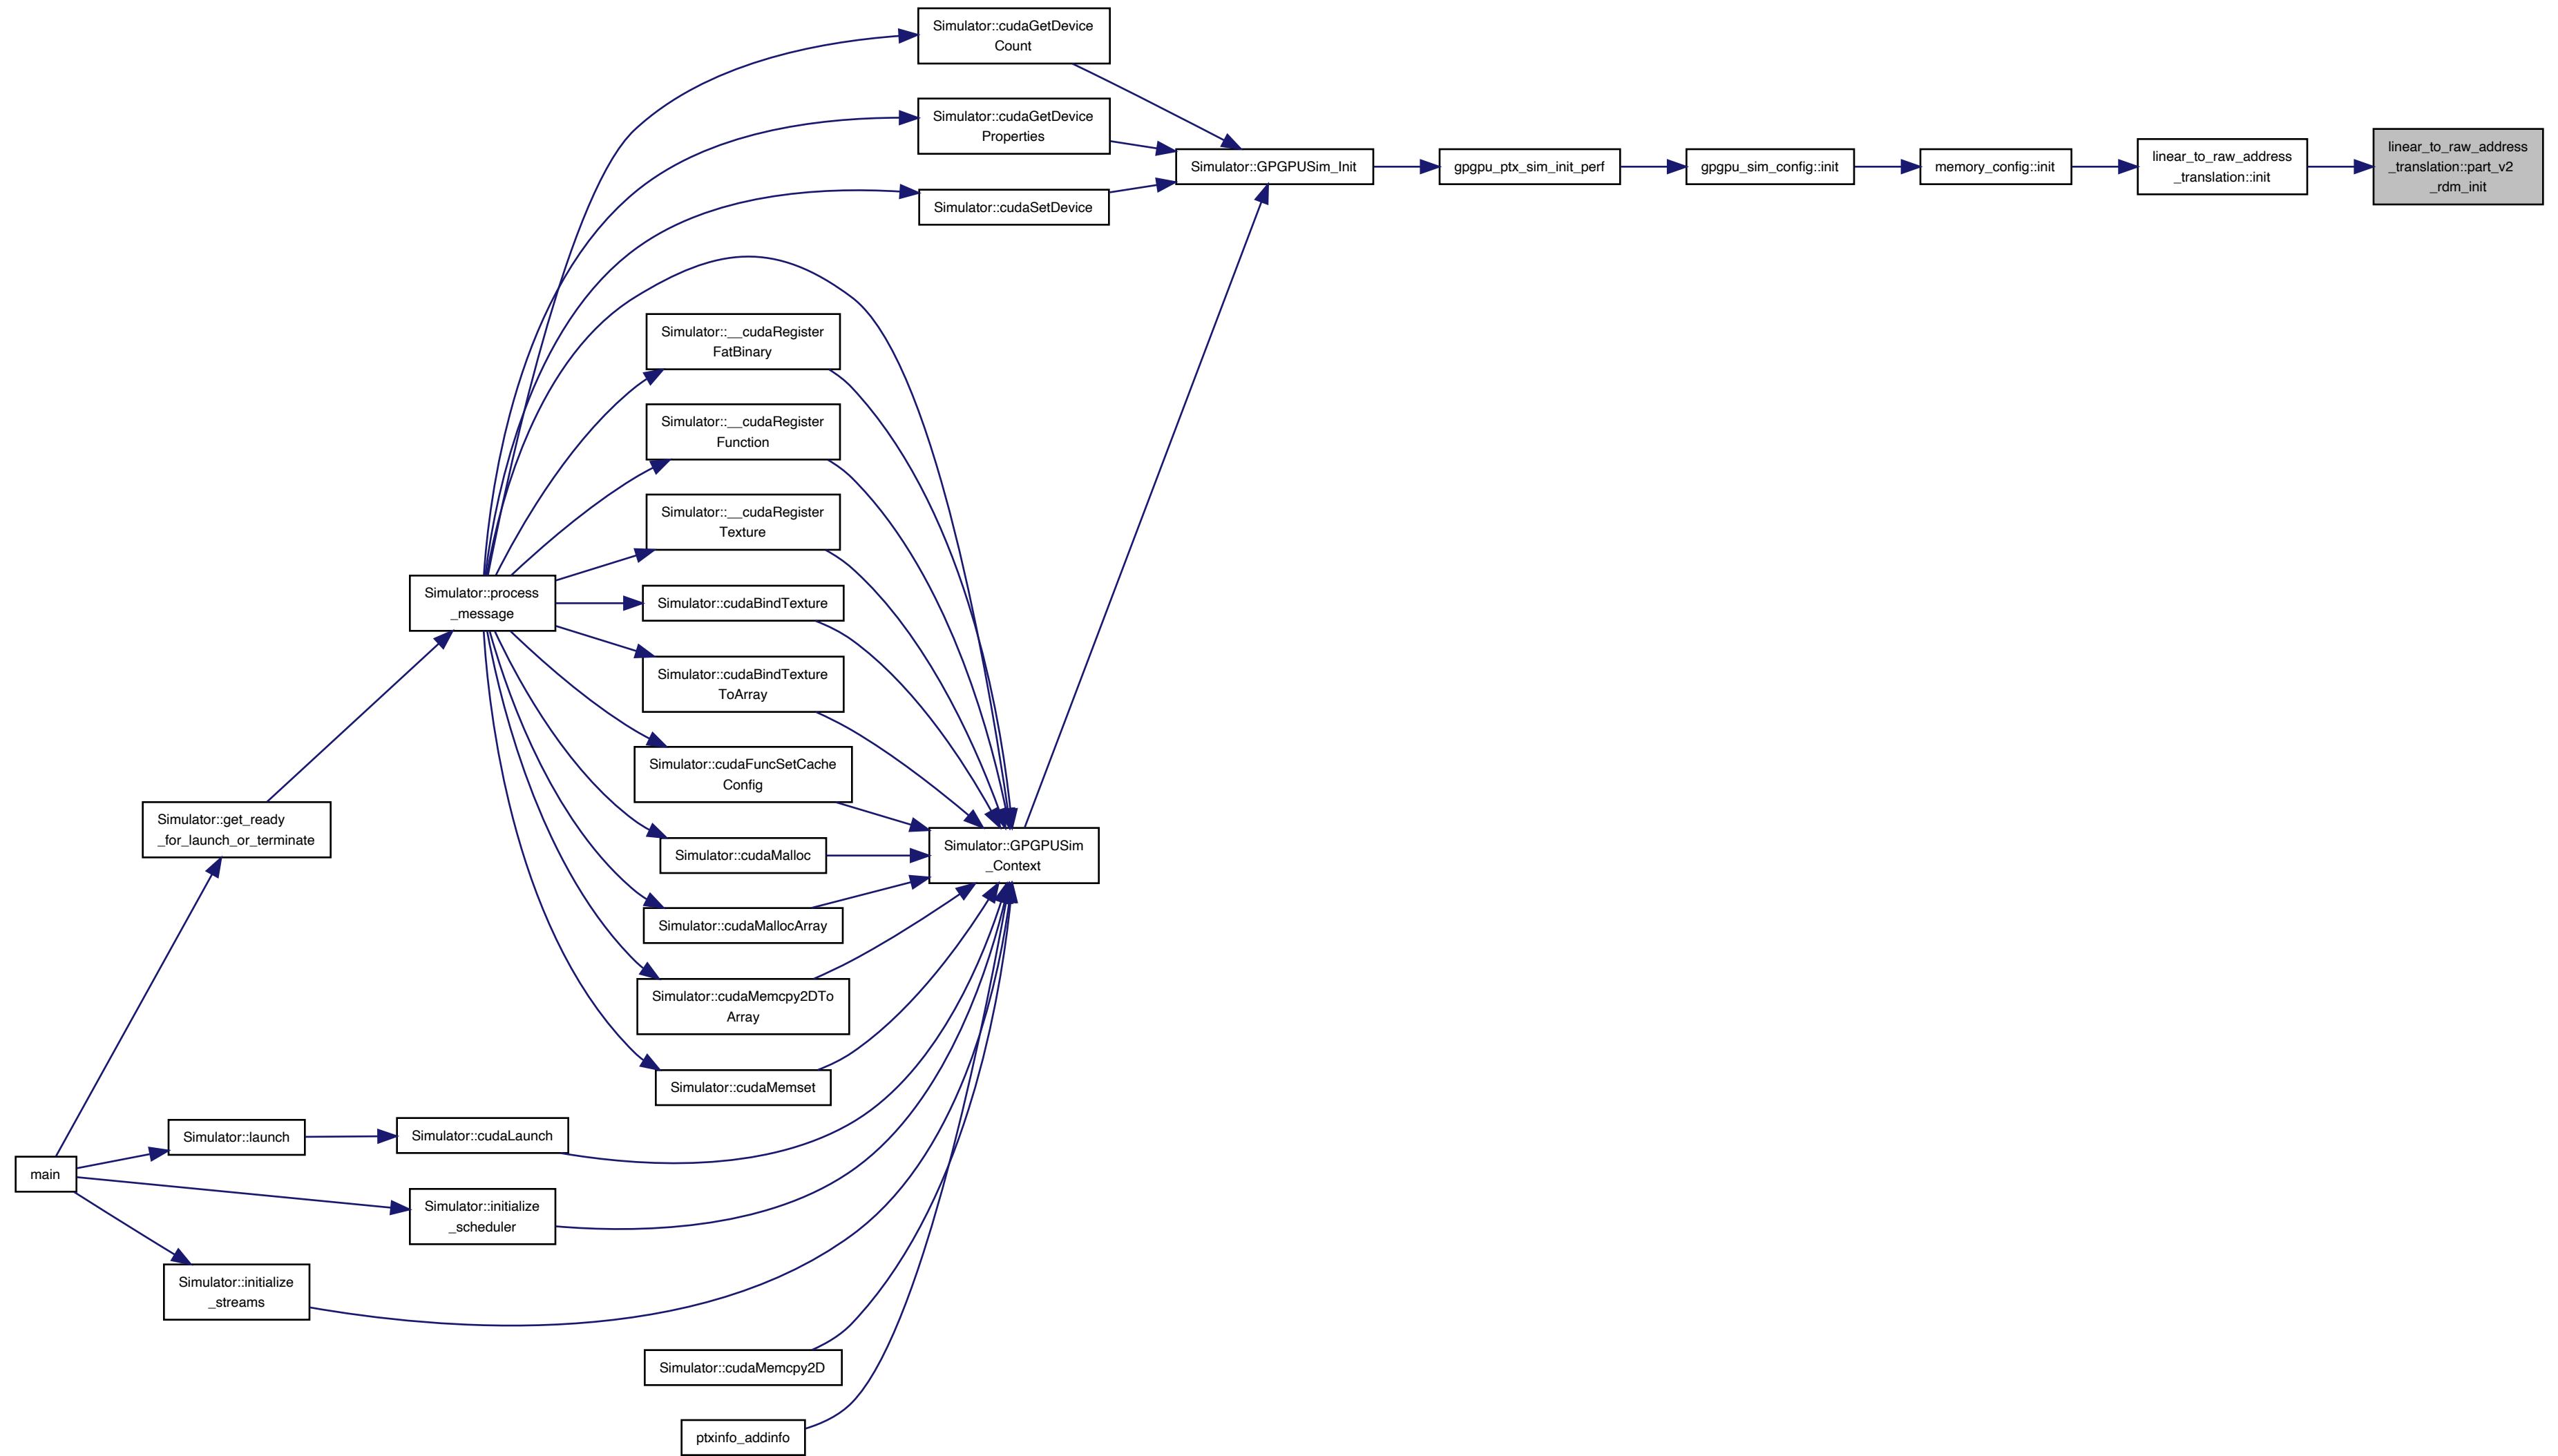 Simulator::cudaGetDevice
Count
Simulator::cudaGetDevice
Properties
Simulator::cudaSetDevice
Simulator::GPGPUSim_Init
gpgpu_ptx_sim_init_perf
gpgpu_sim_config::init
memory_config::init
linear_to_raw_address
_translation::init
linear_to_raw_address
_translation::part_v2
_rdm_init
Simulator::__cudaRegister
FatBinary
Simulator::__cudaRegister
Function
Simulator::__cudaRegister
Texture
Simulator::process
_message
Simulator::cudaBindTexture
Simulator::cudaBindTexture
ToArray
Simulator::cudaFuncSetCache
Config
Simulator::get_ready
_for_launch_or_terminate
Simulator::cudaMalloc
Simulator::GPGPUSim
_Context
Simulator::cudaMallocArray
Simulator::cudaMemcpy2DTo
Array
Simulator::cudaMemset
Simulator::launch
Simulator::cudaLaunch
main
Simulator::initialize
_scheduler
Simulator::initialize
_streams
Simulator::cudaMemcpy2D
ptxinfo_addinfo